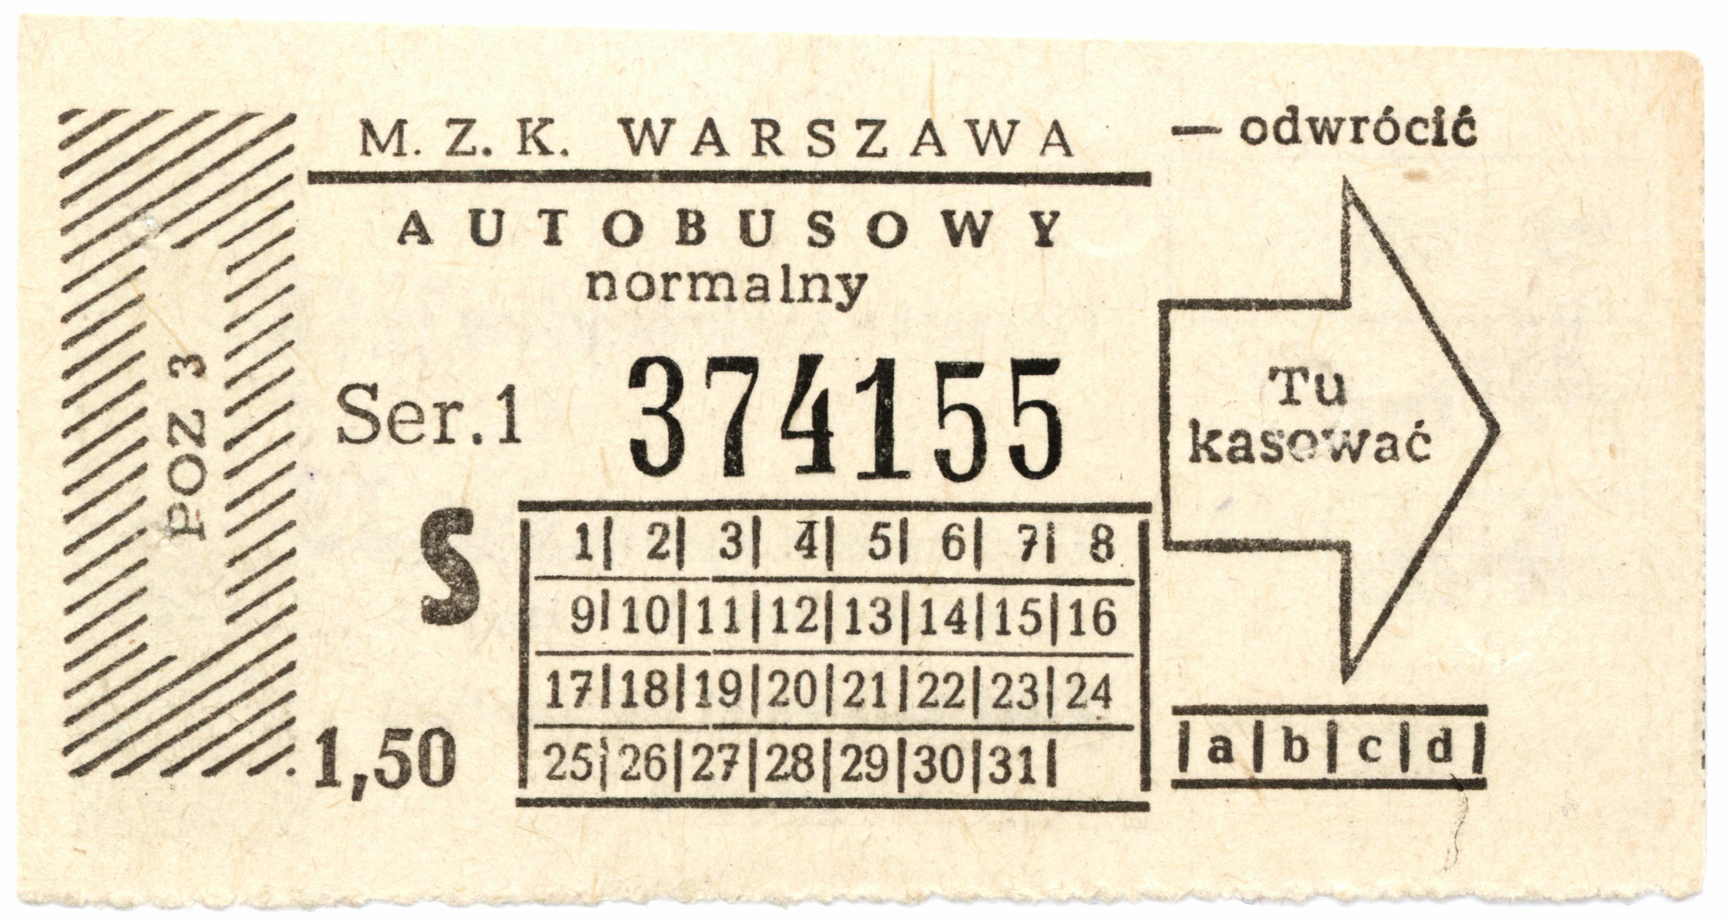 M. Z. K. WARSZAWA
AUTOBUSOWY
normalny
Ser.1 374155
S
1,50
1| 2| 3| 4| 5| 6| 7| 8
9|10|11|12|13|14|15|16
17|18|19|20|21|22|23|24
25|26|27|28|29|30|31|
POZ 3
— odwrócić
Tu
kasować
|a|b|c|d|